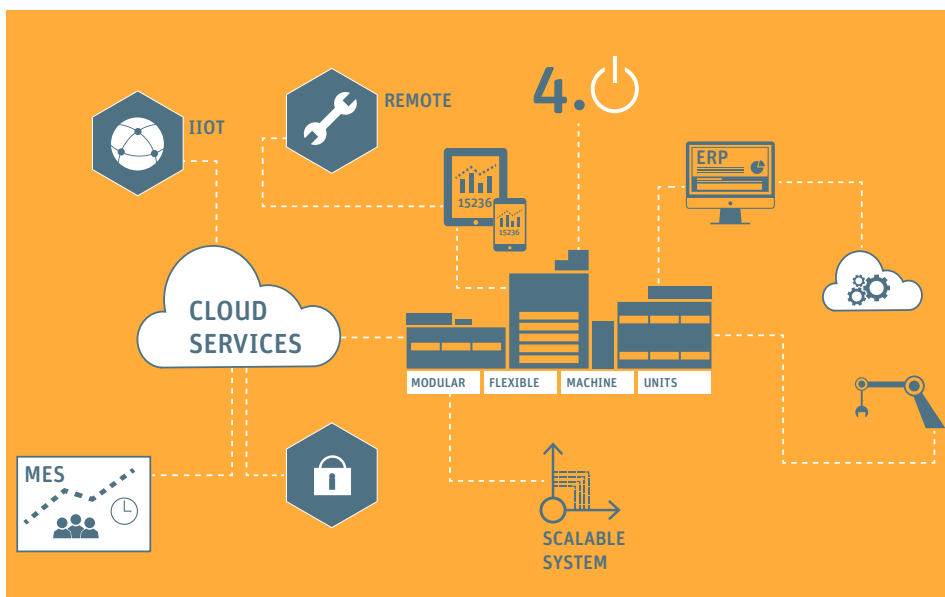 4.
REMOTE
IIOT
ERP
15236
15236
CLOUD
SERVICES
MODULAR
FLEXIBLE
MACHINE
UNITS
MES
SCALABLE
SYSTEM